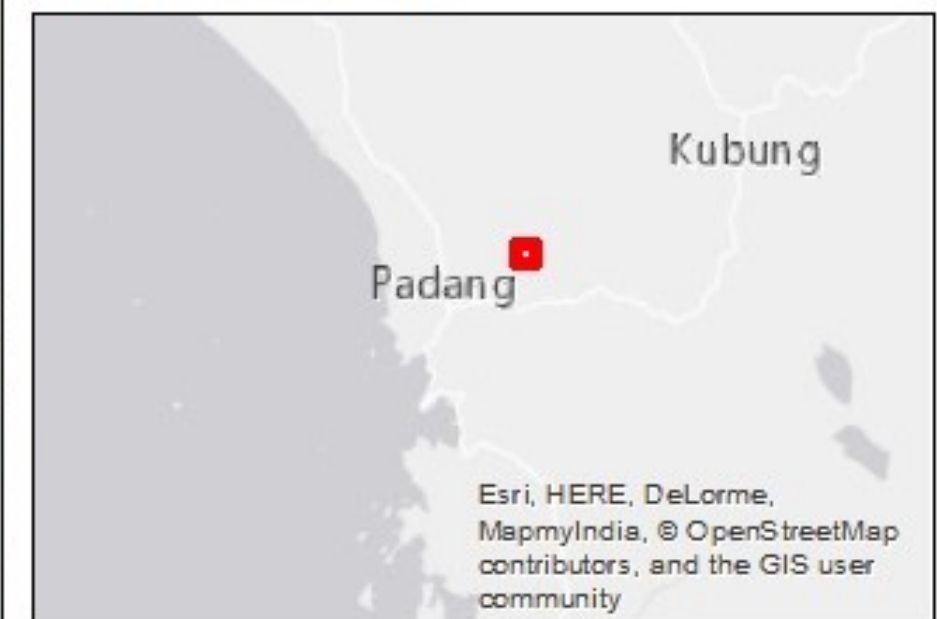 Kubung
Padang
Esri, HERE, DeLorme,
MapmyIndia, © OpenStreetMap
contributors, and the GIS user
community